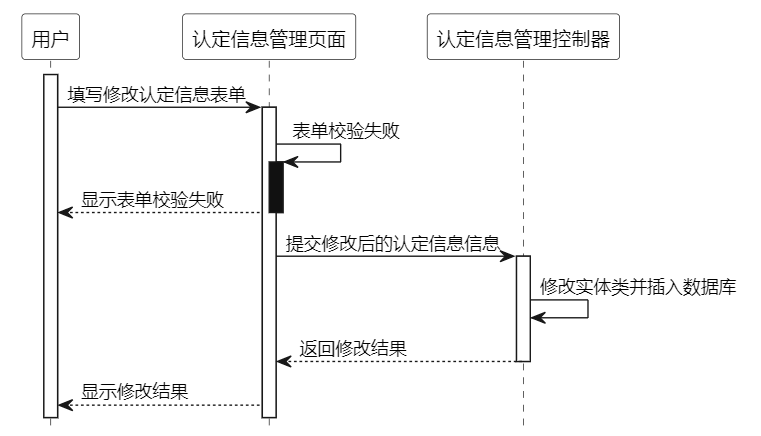 用户
认定信息管理页面
认定信息管理控制器
填写修改认定信息表单
表单校验失败
显示表单校验失败
提交修改后的认定信息信息
修改实体类并插入数据库
返回修改结果
显示修改结果